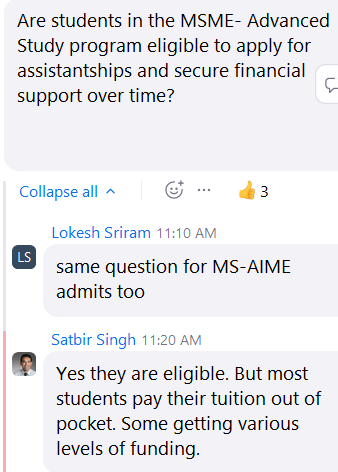 Are students in the MSME- Advanced
Study program eligible to apply for
assistantships and secure financial
support over time?
Collapse all
3
Lokesh Sriram 11:10 AM
LS
same question for MS-AIME
admits too
Satbir Singh 11:20 AM
Yes they are eligible. But most
students pay their tuition out of
pocket. Some getting various
levels of funding.